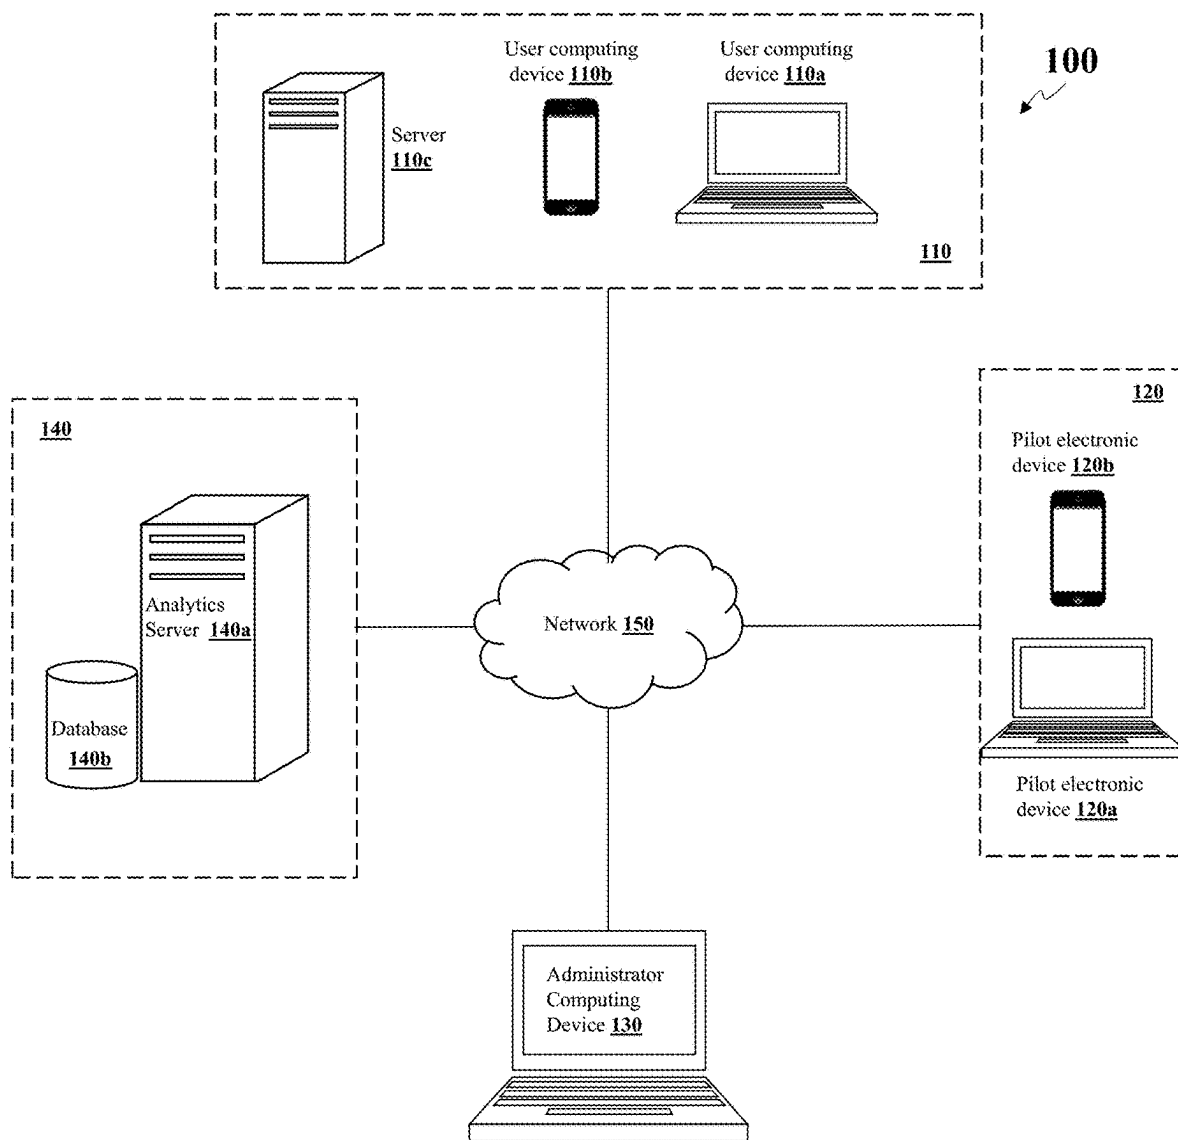 User computing
device 110b
User computing
device 110a
100
Server
110c
110
140
120
Pilot electronic
device 120b
Analytics
Server 140a
Network 150
Database
140b
Pilot electronic
device 120a
Administrator
Computing
Device 130